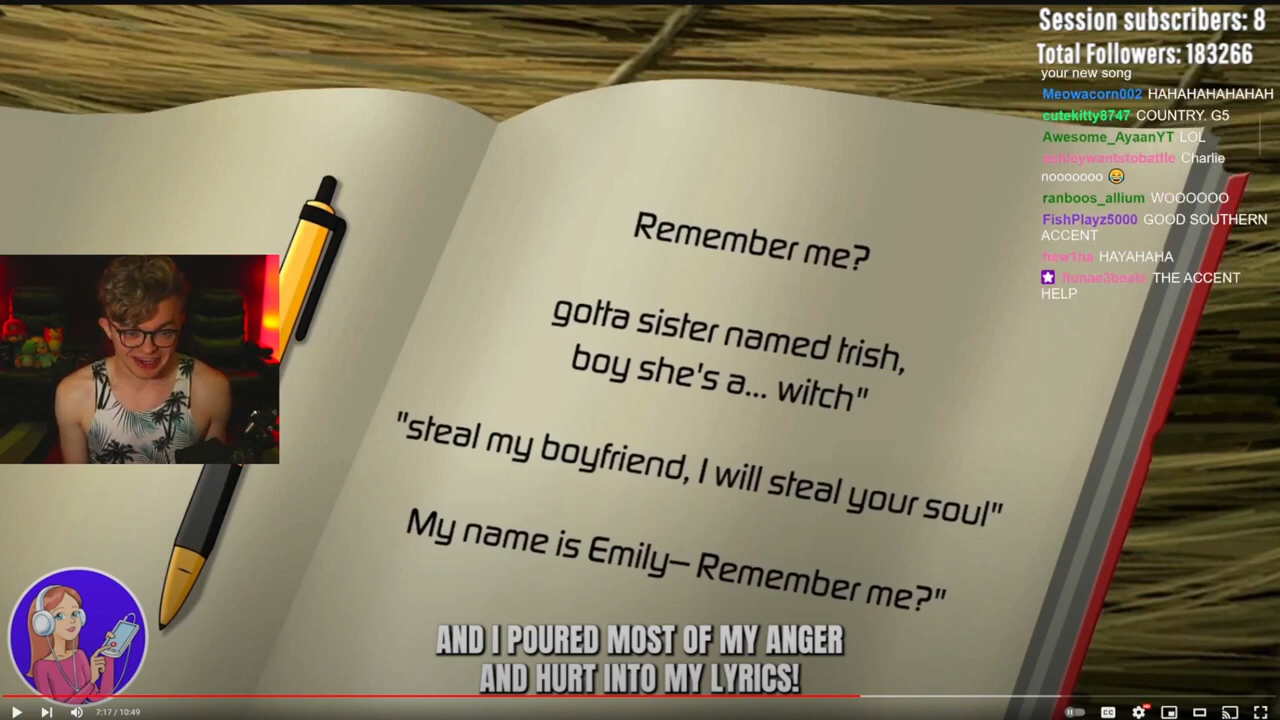 Session subscribers: 8
Total Followers: 183266
your new song
Meowacorn002 HAHAHAHAHAHAH
cutekitty8747 COUNTRY. G5
Awesome_AyaanYT LOL
ashleywantstobattle Charlie
nooooooo 😂
ranboos_allium WOOOOOO
FishPlayz5000 GOOD SOUTHERN
ACCENT
HAYAHAHA
THE ACCENT
HELP
Remember me?
gotta sister named trish,
boy she's a... witch"
"steal my boyfriend, I will steal your soul"
My name is Emily— Remember me?"
AND I POURED MOST OF MY ANGER
AND HURT INTO MY LYRICS!
7:17 / 10:49